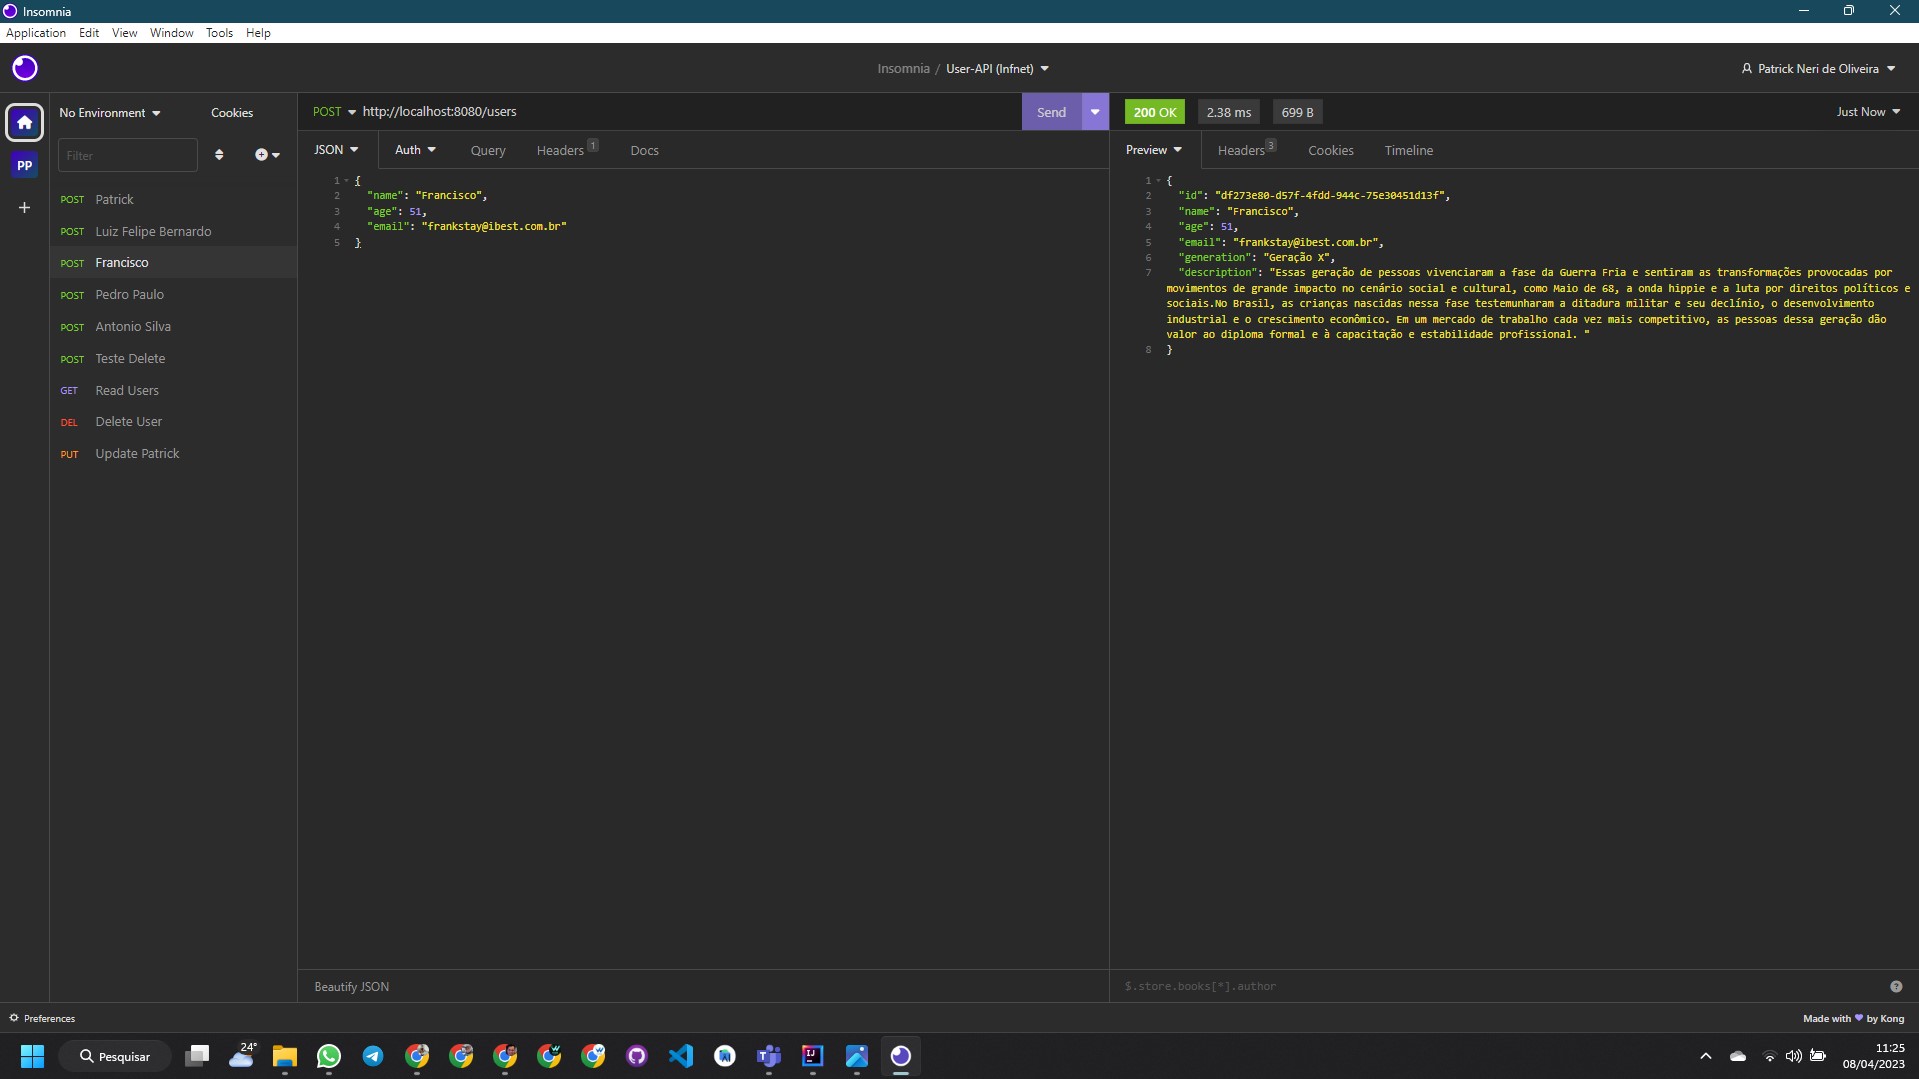 Insomnia
Application Edit View Window Tools Help
Insomnia / User-API (Infnet)
Patrick Neri de Oliveira
No Environment Cookies
POST http://localhost:8080/users Send
200 OK 2.38 ms 699 B Just Now
Filter
JSON Auth Query Headers 1 Docs
Preview Headers 3 Cookies Timeline
PP
POST Patrick
POST Luiz Felipe Bernardo
POST Francisco
POST Pedro Paulo
POST Antonio Silva
POST Teste Delete
GET Read Users
DEL Delete User
PUT Update Patrick
1 {
2 "name": "Francisco",
3 "age": 51,
4 "email": "frankstay@ibest.com.br"
5 }
1 {
2 "id": "df273e80-d57f-4fdd-944c-75e30451d13f",
3 "name": "Francisco",
4 "age": 51,
5 "email": "frankstay@ibest.com.br",
6 "generation": "Geração X",
7 "description": "Essas geração de pessoas vivenciaram a fase da Guerra Fria e sentiram as transformações provocadas por
movimentos de grande impacto no cenário social e cultural, como Maio de 68, a onda hippie e a luta por direitos políticos e
sociais.No Brasil, as crianças nascidas nessa fase testemunharam a ditadura militar e seu declínio, o desenvolvimento
industrial e o crescimento econômico. Em um mercado de trabalho cada vez mais competitivo, as pessoas dessa geração dão
valor ao diploma formal e à capacitação e estabilidade profissional. "
8 }
Beautify JSON
$.store.books[*].author
Preferences
Made with by Kong
Pesquisar
24°
11:25
08/04/2023